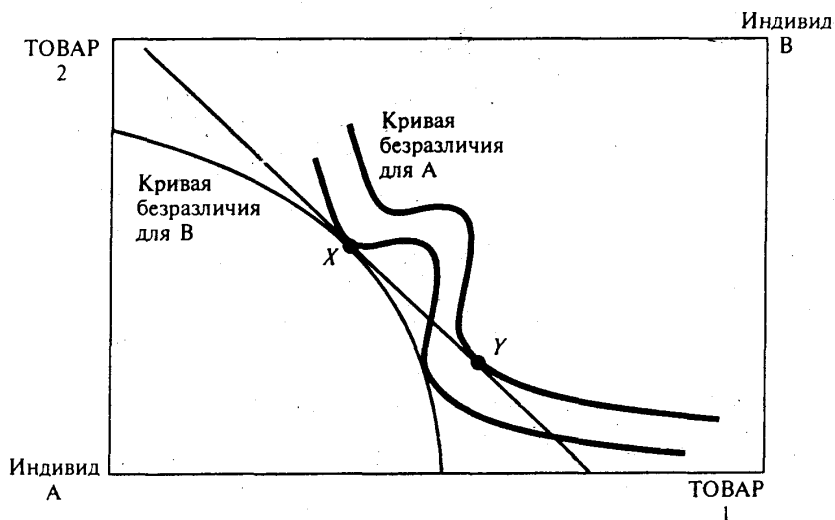 Индивид
В
ТОВАР
2
Кривая
безразличия
для А
Кривая
безразличия
для В
X
Y
Индивид
А
ТОВАР
1